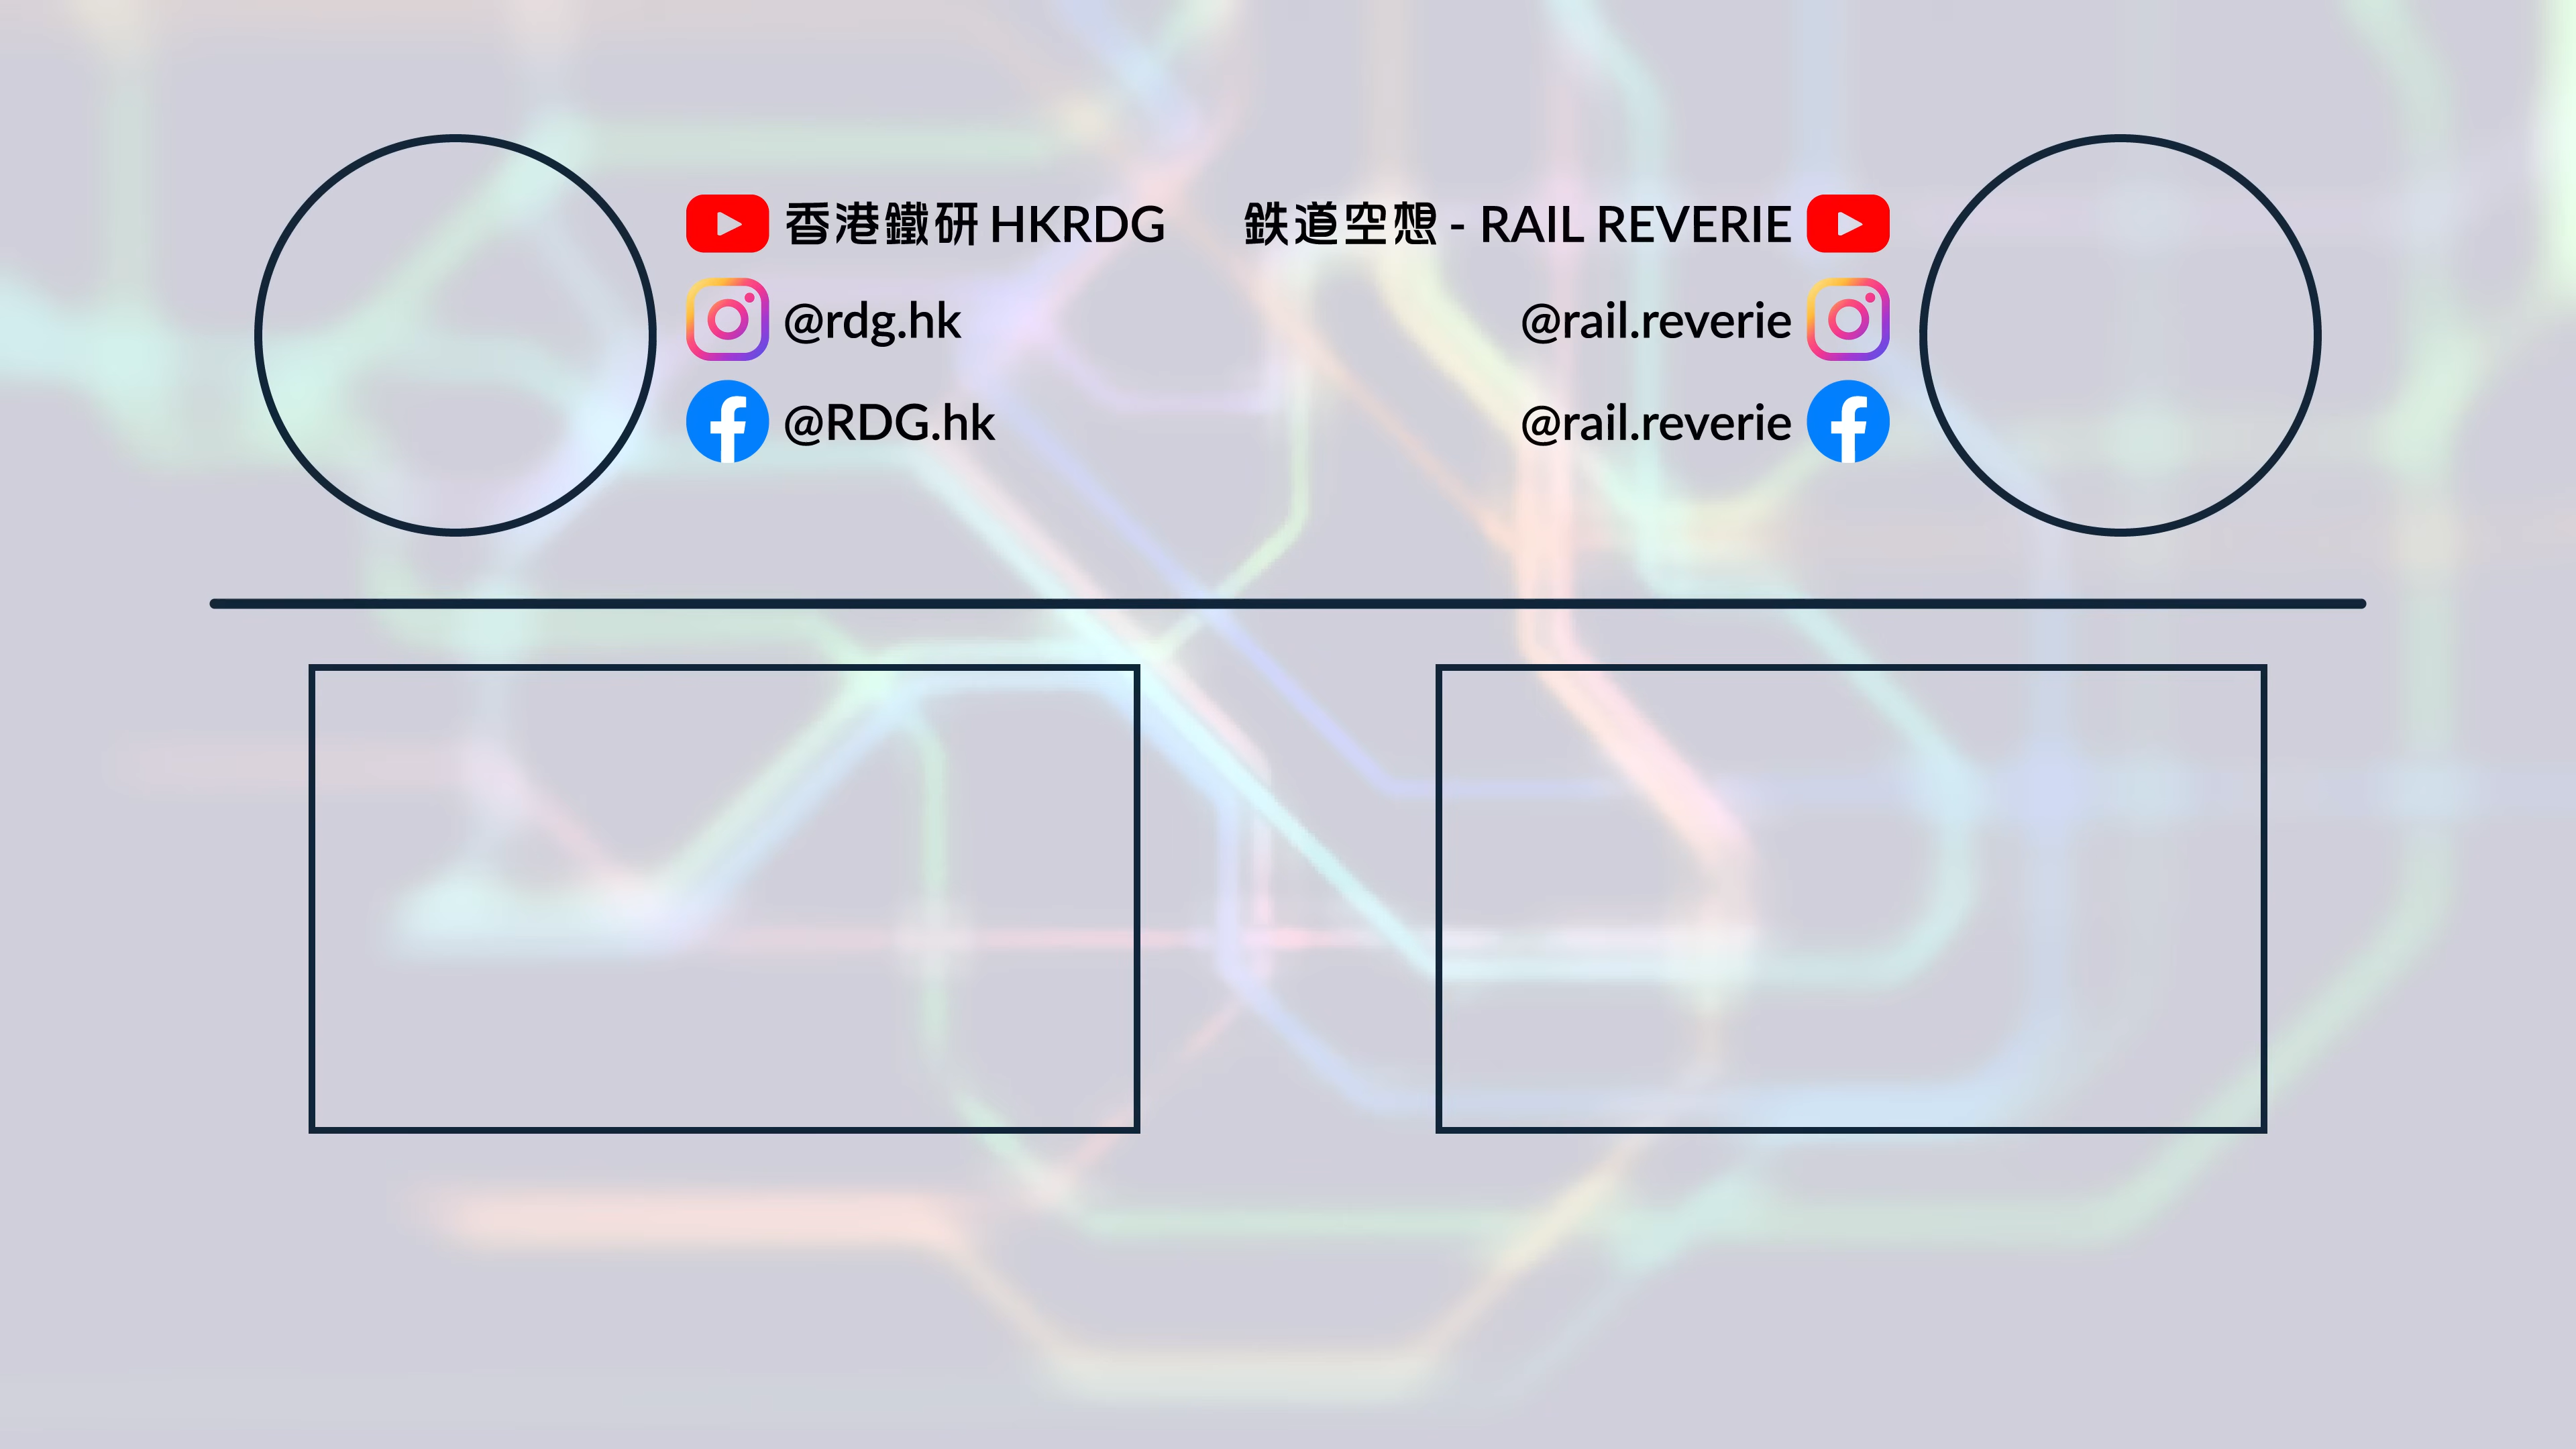 香港鐵研 HKRDG
@rdg.hk
@RDG.hk
鉄道空想 - RAIL REVERIE
@rail.reverie
@rail.reverie